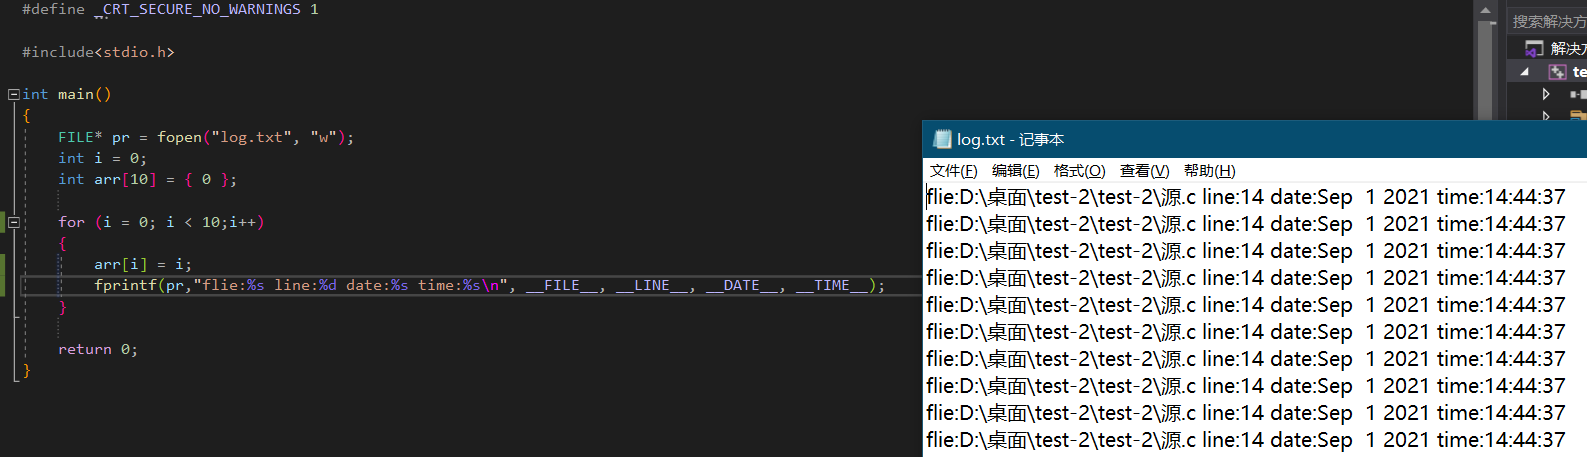 #define _CRT_SECURE_NO_WARNINGS 1
#include<stdio.h>
int main()
{
FILE* pr = fopen("log.txt", "w");
int i = 0;
int arr[10] = { 0 };
for (i = 0; i < 10;i++)
{
arr[i] = i;
fprintf(pr,"flie:%s line:%d date:%s time:%s\n", __FILE__, __LINE__, __DATE__, __TIME__);
}
return 0;
}
搜索解决方
解决方
te
log.txt - 记事本
文件(F) 编辑(E) 格式(O) 查看(V) 帮助(H)
flie:D:\桌面\test-2\test-2\源.c line:14 date:Sep  1 2021 time:14:44:37
flie:D:\桌面\test-2\test-2\源.c line:14 date:Sep  1 2021 time:14:44:37
flie:D:\桌面\test-2\test-2\源.c line:14 date:Sep  1 2021 time:14:44:37
flie:D:\桌面\test-2\test-2\源.c line:14 date:Sep  1 2021 time:14:44:37
flie:D:\桌面\test-2\test-2\源.c line:14 date:Sep  1 2021 time:14:44:37
flie:D:\桌面\test-2\test-2\源.c line:14 date:Sep  1 2021 time:14:44:37
flie:D:\桌面\test-2\test-2\源.c line:14 date:Sep  1 2021 time:14:44:37
flie:D:\桌面\test-2\test-2\源.c line:14 date:Sep  1 2021 time:14:44:37
flie:D:\桌面\test-2\test-2\源.c line:14 date:Sep  1 2021 time:14:44:37
flie:D:\桌面\test-2\test-2\源.c line:14 date:Sep  1 2021 time:14:44:37